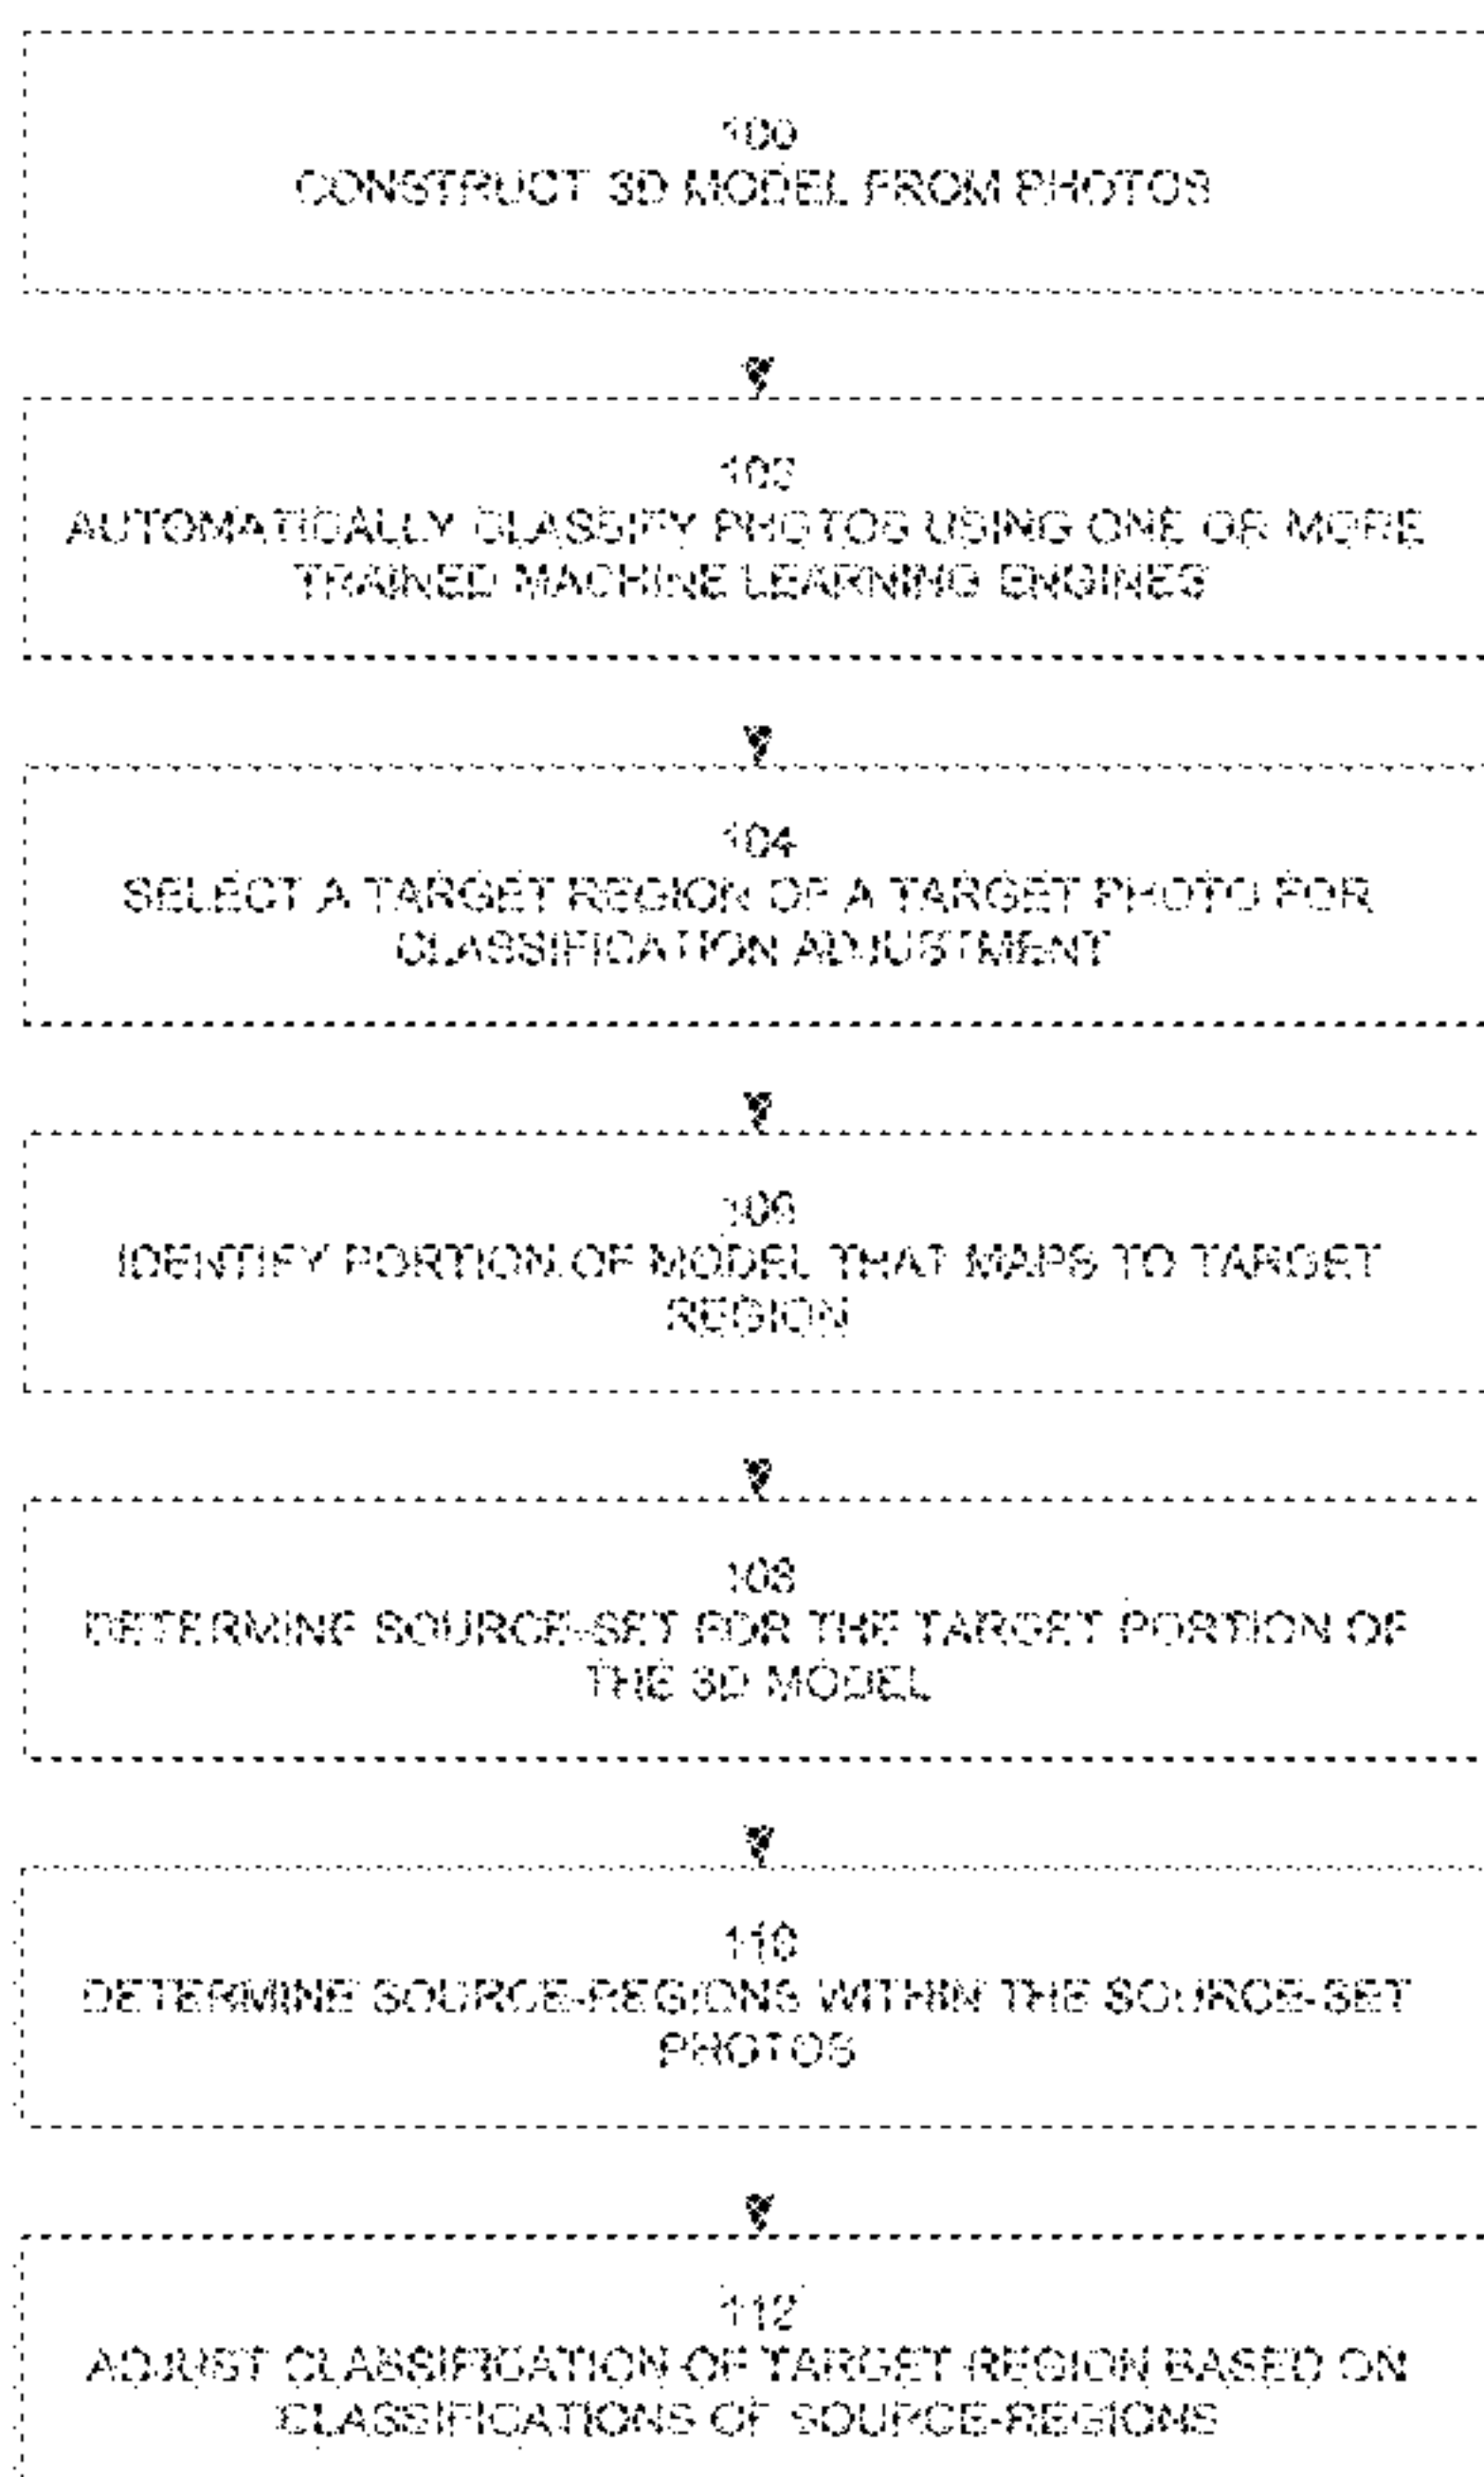 100
CONSTRUCT 3D MODEL FROM PHOTOS
102
AUTOMATICALLY CLASSIFY PHOTOS USING ONE OR MORE
TRAINED MACHINE LEARNING ENGINES
104
SELECT A TARGET REGION OF A TARGET PHOTO FOR
CLASSIFICATION ADJUSTMENT
106
IDENTIFY PORTION OF MODEL THAT MAPS TO TARGET
REGION
108
DETERMINE SOURCE-SET FOR THE TARGET PORTION OF
THE 3D MODEL
110
DETERMINE SOURCE-REGIONS WITHIN THE SOURCE-SET
PHOTOS
112
ADJUST CLASSIFICATION OF TARGET REGION BASED ON
CLASSIFICATIONS OF SOURCE-REGIONS